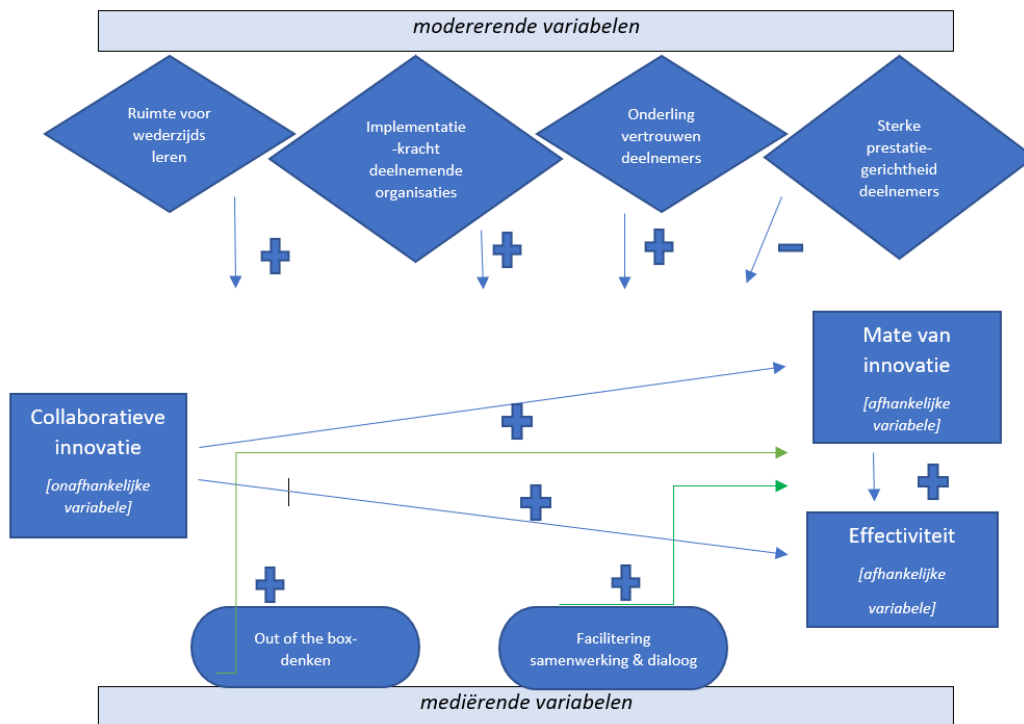 modererende variabelen
Ruimte voor
wederzijds
leren
Implementatie
-kracht
deelnemende
organisaties
Onderling
vertrouwen
deelnemers
Sterke
prestatie-
gerichtheid
deelnemers
Mate van
innovatie
[afhankelijke
variabele]
Collaboratieve
innovatie
[onafhankelijke
variabele]
Effectiviteit
[afhankelijke
variabele]
Out of the box-
denken
Facilitering
samenwerking & dialoog
mediërende variabelen